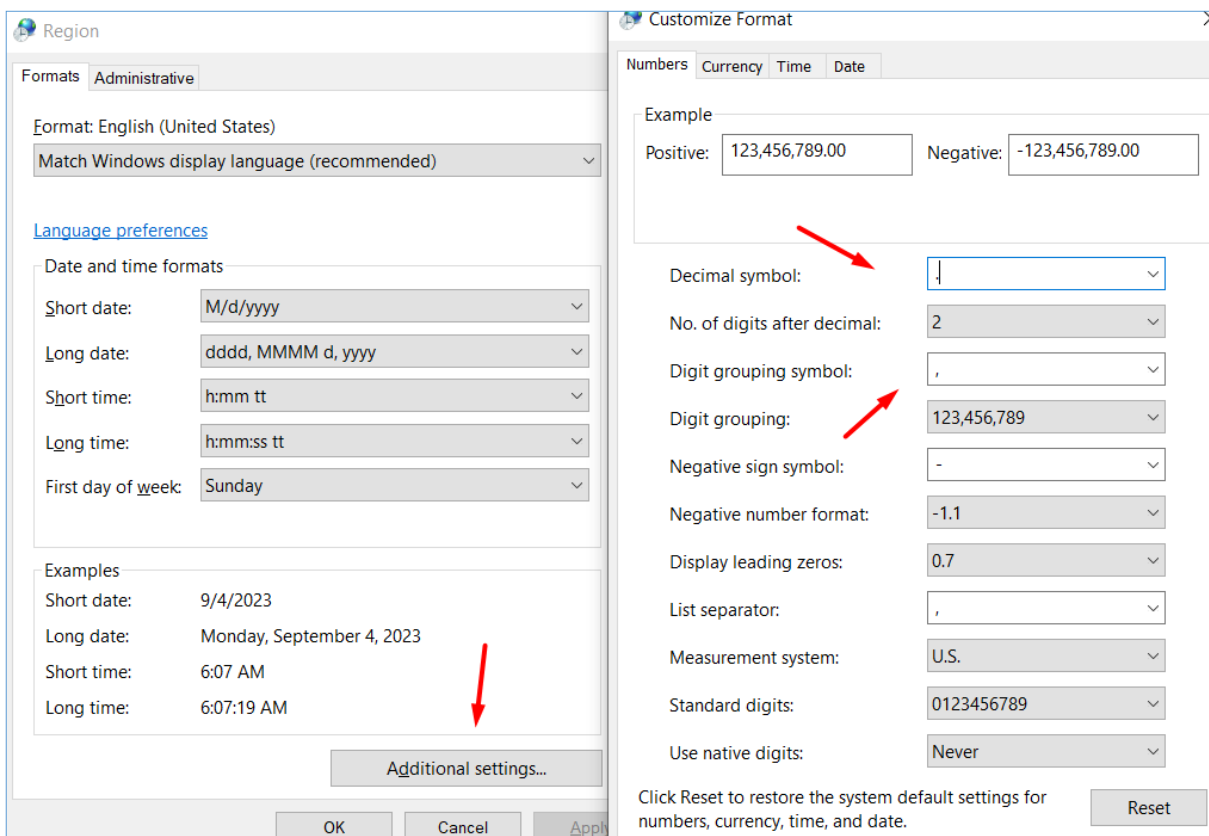 Region
Formats Administrative
Format: English (United States)
Match Windows display language (recommended)
Language preferences
Date and time formats
Short date: M/d/yyyy
Long date: dddd, MMMM d, yyyy
Short time: h:mm tt
Long time: h:mm:ss tt
First day of week: Sunday
Examples
Short date: 9/4/2023
Long date: Monday, September 4, 2023
Short time: 6:07 AM
Long time: 6:07:19 AM
Additional settings...
OK Cancel Apply
Customize Format
Numbers Currency Time Date
Example
Positive: 123,456,789.00 Negative: -123,456,789.00
Decimal symbol: .
No. of digits after decimal: 2
Digit grouping symbol: ,
Digit grouping: 123,456,789
Negative sign symbol: -
Negative number format: -1.1
Display leading zeros: 0.7
List separator: ,
Measurement system: U.S.
Standard digits: 0123456789
Use native digits: Never
Click Reset to restore the system default settings for
numbers, currency, time, and date.
Reset